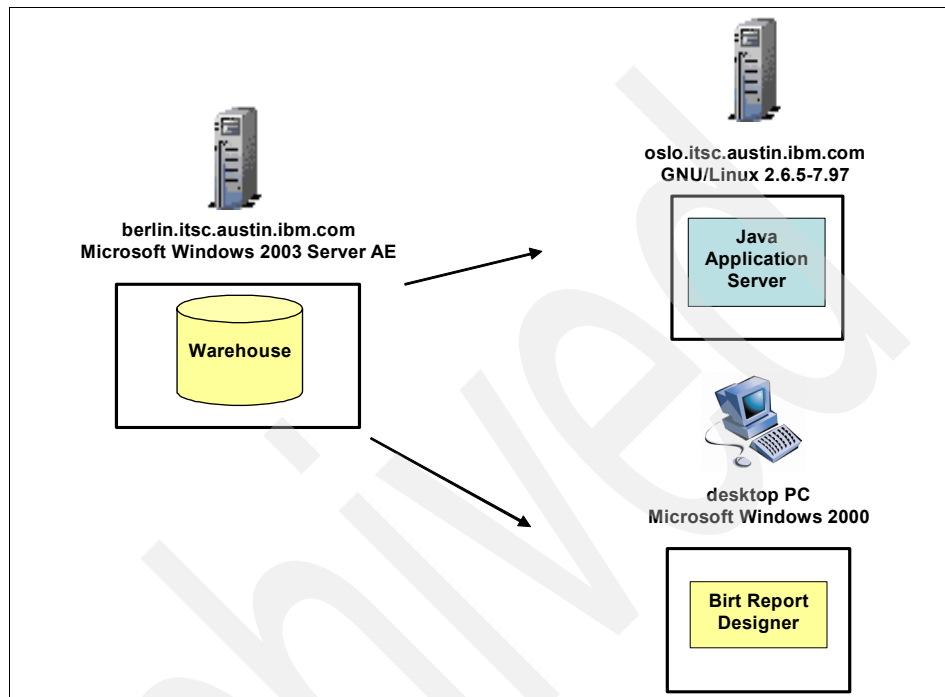 berlin.itsc.austin.ibm.com
Microsoft Windows 2003 Server AE
Warehouse
oslo.itsc.austin.ibm.com
GNU/Linux 2.6.5-7.97
Java
Application
Server
desktop PC
Microsoft Windows 2000
Birt Report
Designer